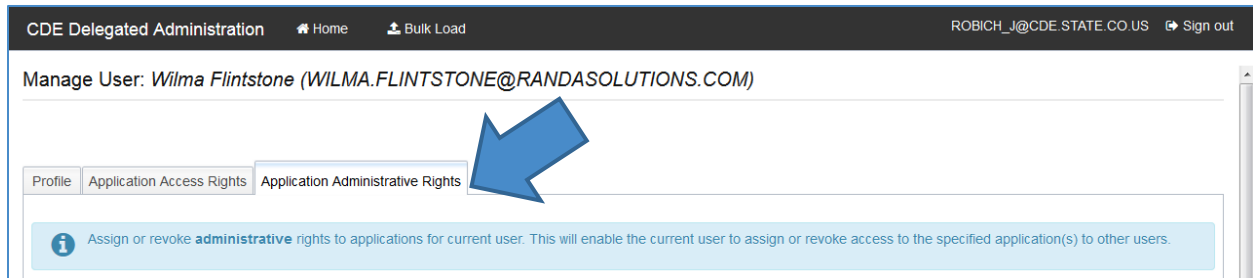 CDE Delegated Administration Home Bulk Load ROBICH_J@CDE.STATE.CO.US Sign out
Manage User: Wilma Flintstone (WILMA.FLINTSTONE@RANDASOLUTIONS.COM)
Profile Application Access Rights Application Administrative Rights
Assign or revoke administrative rights to applications for current user. This will enable the current user to assign or revoke access to the specified application(s) to other users.